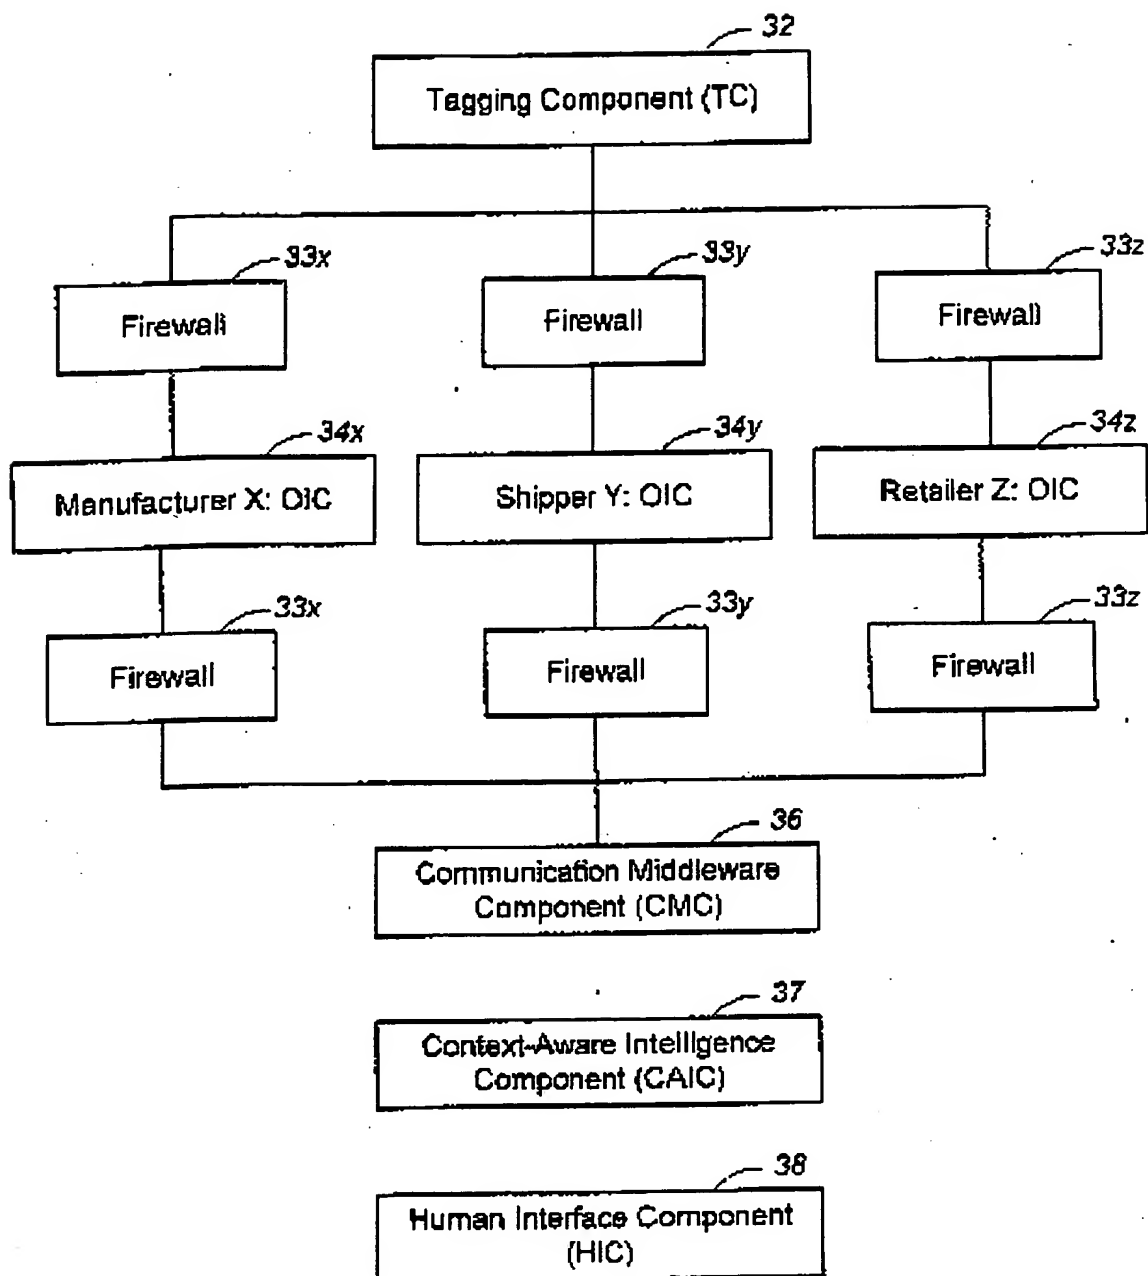 32
Tagging Component (TC)
33x
33y
33z
Firewall
Firewall
Firewall
34x
34y
34z
Manufacturer X: OIC
Shipper Y: OIC
Retailer Z: OIC
33x
33y
33z
Firewall
Firewall
Firewall
36
Communication Middleware
Component (CMC)
37
Context-Aware Intelligence
Component (CAIC)
38
Human Interface Component
(HIC)